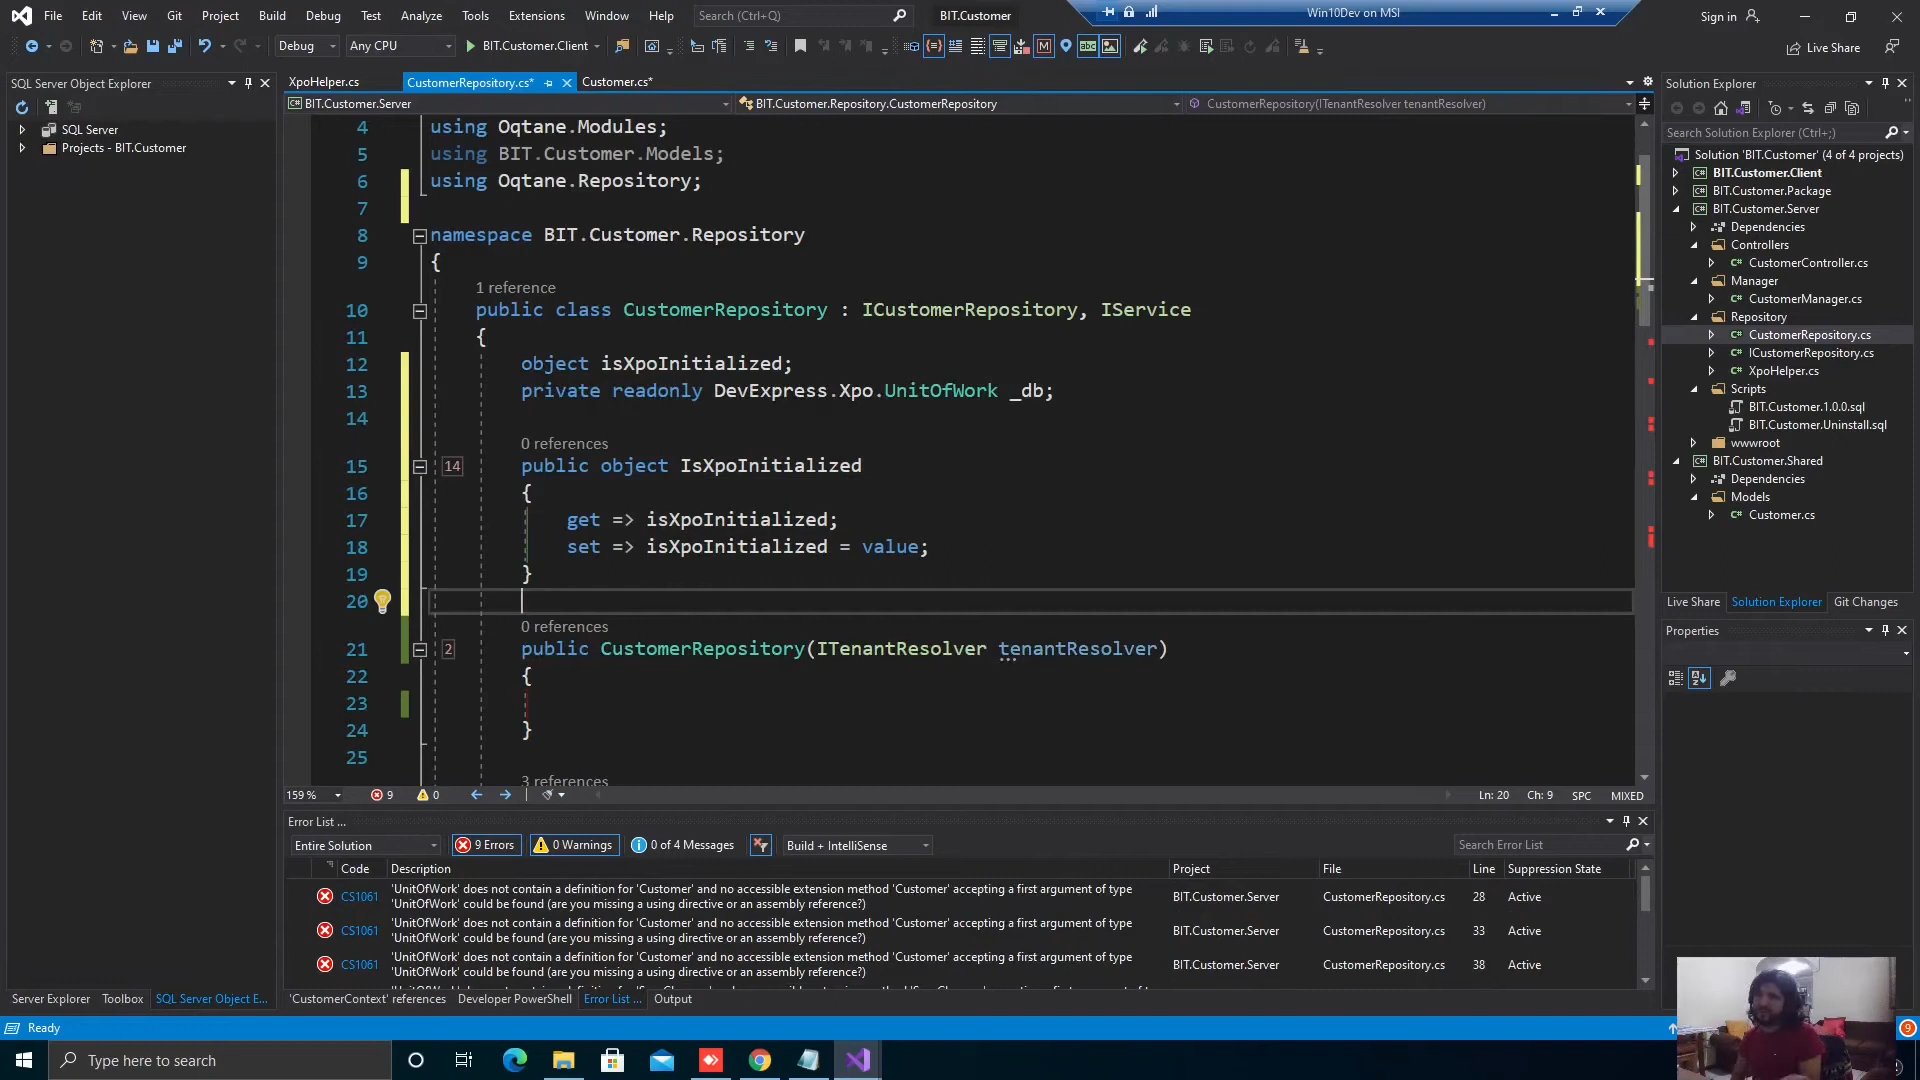 File Edit View Git Project Build Debug Test Analyze Tools Extensions Window Help Search (Ctrl+Q) BIT.Customer Win10Dev on MSI Sign in
Debug Any CPU BIT.Customer.Client Live Share
SQL Server Object Explorer
SQL Server
Projects - BIT.Customer
XpoHelper.cs CustomerRepository.cs* Customer.cs*
BIT.Customer.Server BIT.Customer.Repository.CustomerRepository CustomerRepository(ITenantResolver tenantResolver)
4 using Oqtane.Modules;
5 using BIT.Customer.Models;
6 using Oqtane.Repository;
7
8 namespace BIT.Customer.Repository
9 {
1 reference
10 public class CustomerRepository : ICustomerRepository, IService
11 {
12 object isXpoInitialized;
13 private readonly DevExpress.Xpo.UnitOfWork _db;
14
0 references
15 14 public object IsXpoInitialized
16 {
17 get => isXpoInitialized;
18 set => isXpoInitialized = value;
19 }
20
0 references
21 2 public CustomerRepository(ITenantResolver tenantResolver)
22 {
23
24 }
25
3 references
159 % 9 0 Ln: 20 Ch: 9 SPC MIXED
Error List ...
Entire Solution 9 Errors 0 Warnings 0 of 4 Messages Build + IntelliSense Search Error List
Code Description Project File Line Suppression State
CS1061 'UnitOfWork' does not contain a definition for 'Customer' and no accessible extension method 'Customer' accepting a first argument of type 'UnitOfWork' could be found (are you missing a using directive or an assembly reference?) BIT.Customer.Server CustomerRepository.cs 28 Active
CS1061 'UnitOfWork' does not contain a definition for 'Customer' and no accessible extension method 'Customer' accepting a first argument of type 'UnitOfWork' could be found (are you missing a using directive or an assembly reference?) BIT.Customer.Server CustomerRepository.cs 33 Active
CS1061 'UnitOfWork' does not contain a definition for 'Customer' and no accessible extension method 'Customer' accepting a first argument of type 'UnitOfWork' could be found (are you missing a using directive or an assembly reference?) BIT.Customer.Server CustomerRepository.cs 38 Active
Server Explorer Toolbox SQL Server Object E... 'CustomerContext' references Developer PowerShell Error List ... Output
Solution Explorer
Search Solution Explorer (Ctrl+;)
Solution 'BIT.Customer' (4 of 4 projects)
BIT.Customer.Client
BIT.Customer.Package
BIT.Customer.Server
Dependencies
Controllers
CustomerController.cs
Manager
CustomerManager.cs
Repository
CustomerRepository.cs
ICustomerRepository.cs
XpoHelper.cs
Scripts
BIT.Customer.1.0.0.sql
BIT.Customer.Uninstall.sql
wwwroot
BIT.Customer.Shared
Dependencies
Models
Customer.cs
Live Share Solution Explorer Git Changes
Properties
Ready 9
Type here to search